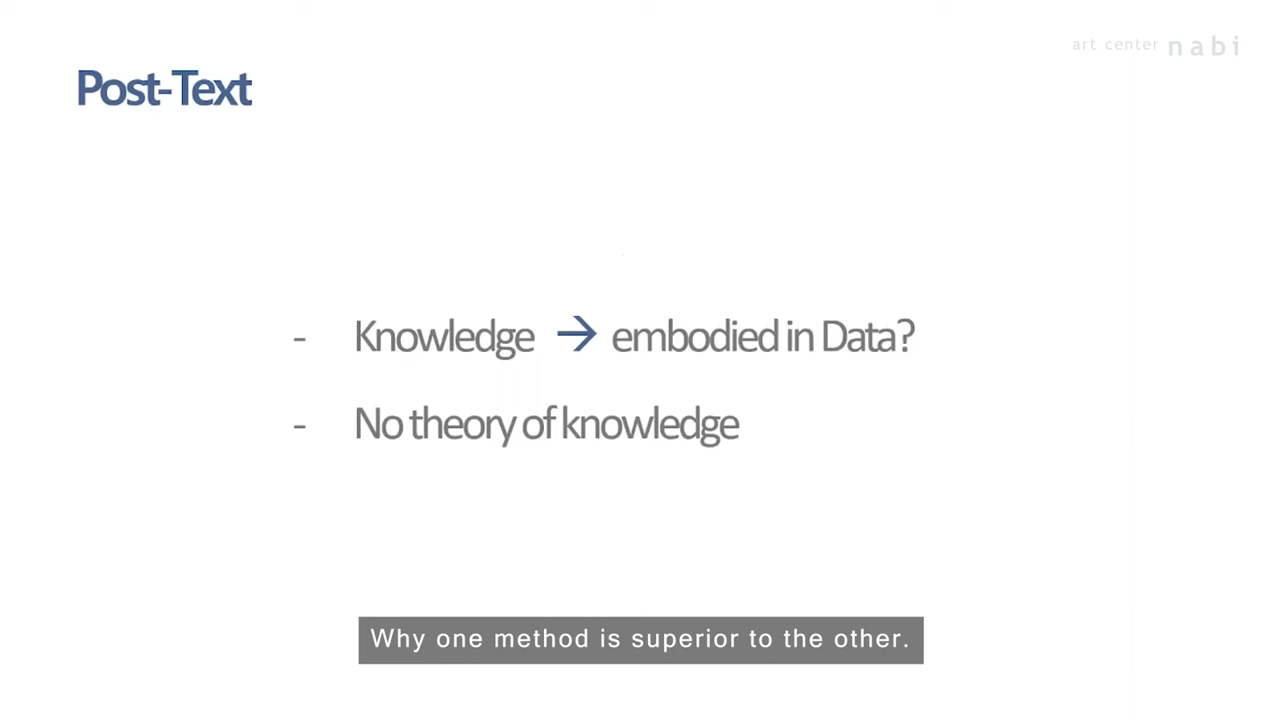 art center nabi
Post-Text
- Knowledge → embodied in Data?
- No theory of knowledge
Why one method is superior to the other.